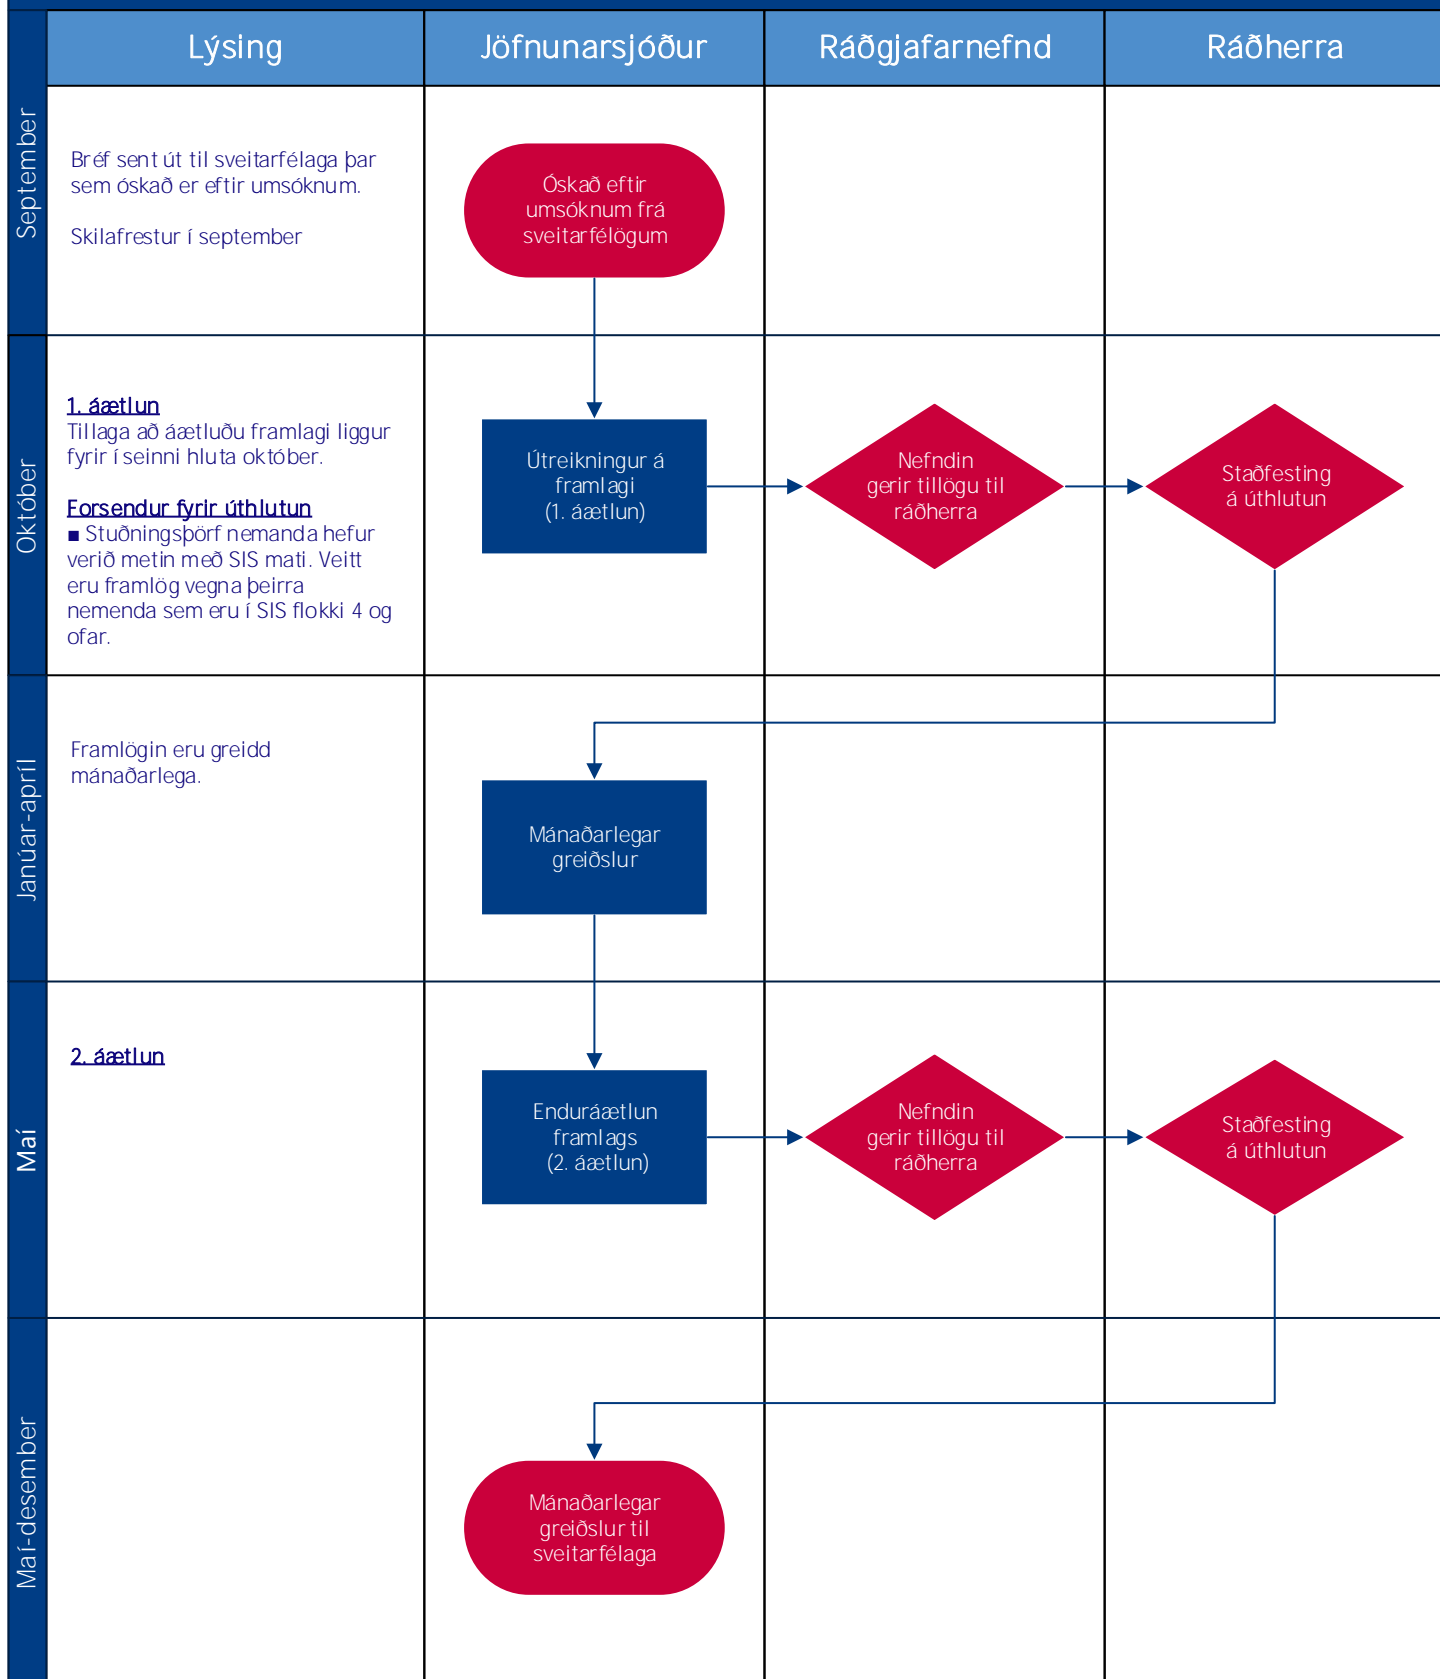 Lýsing
Jöfnunarsjóður
Ráðgjafarnefnd
Ráðherra
September
Bréf sent út til sveitarfélaga þar
sem óskað er eftir umsóknum.
Skilafrestur í september
Óskað eftir
umsóknum frá
sveitarfélögum
Október
1. áætlun
Tillaga að áætluðu framlagi liggur
fyrir í seinni hluta október.
Forsendur fyrir úthlutun
■ Stuðningsþörf nemanda hefur
verið metin með SIS mati. Veitt
eru framlög vegna þeirra
nemenda sem eru í SIS flokki 4 og
ofar.
Útreikningur á
framlagi
(1. áætlun)
Nefndin
gerir tillögu til
ráðherra
Staðfesting
á úthlutun
Janúar-apríl
Framlögin eru greidd
mánaðarlega.
Mánaðarlegar
greiðslur
Maí
2. áætlun
Enduráætlun
framlags
(2. áætlun)
Nefndin
gerir tillögu til
ráðherra
Staðfesting
á úthlutun
Maí-desember
Mánaðarlegar
greiðslur til
sveitarfélaga